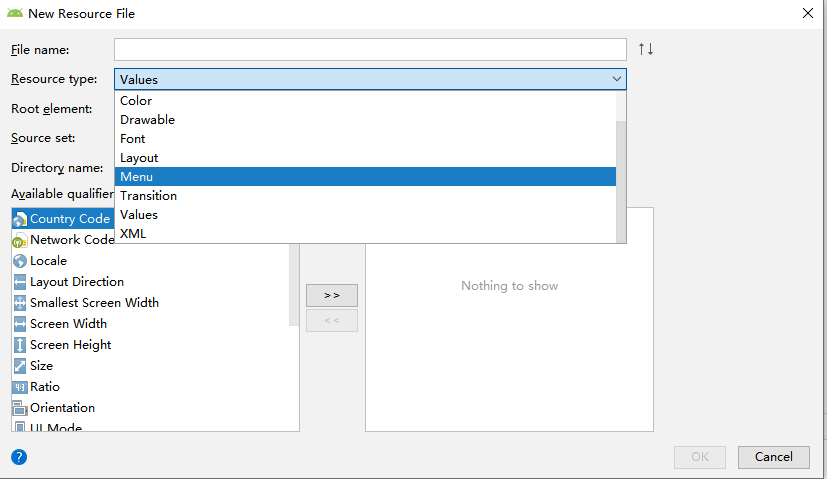 New Resource File
File name:
Resource type:
Values
Color
Root element:
Drawable
Font
Source set:
Layout
Directory name:
Menu
Available qualifier
Transition
Values
XML
Country Code
Network Code
Locale
Layout Direction
Smallest Screen Width
Screen Width
Screen Height
Size
4:3 Ratio
Orientation
UI Mode
>>
<<
Nothing to show
?
OK
Cancel